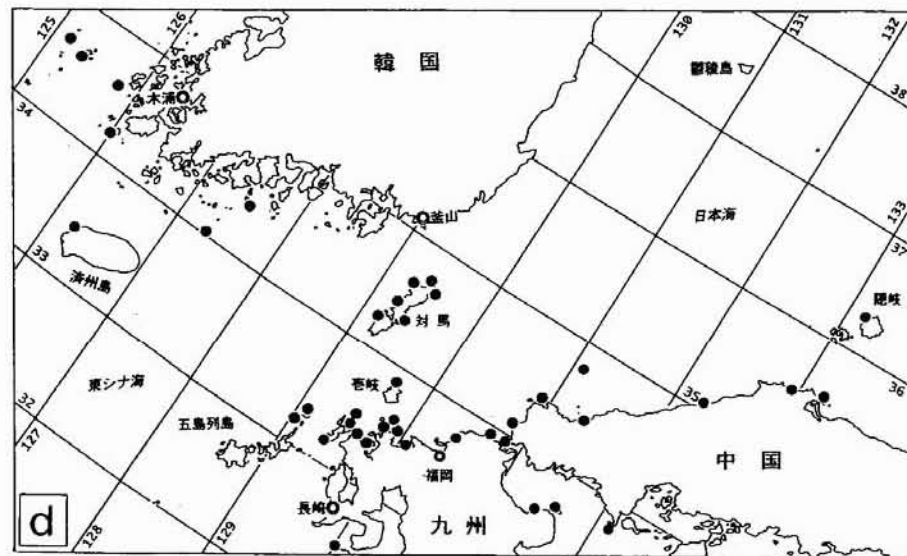 125
126
130
131
132
韓国
鬱稜島
木浦
34
38
釜山
日本海
133
33
済州島
37
対馬
隠岐
東シナ海
壱岐
35
36
32
五島列島
127
福岡
中国
長崎
九州
d
128
129